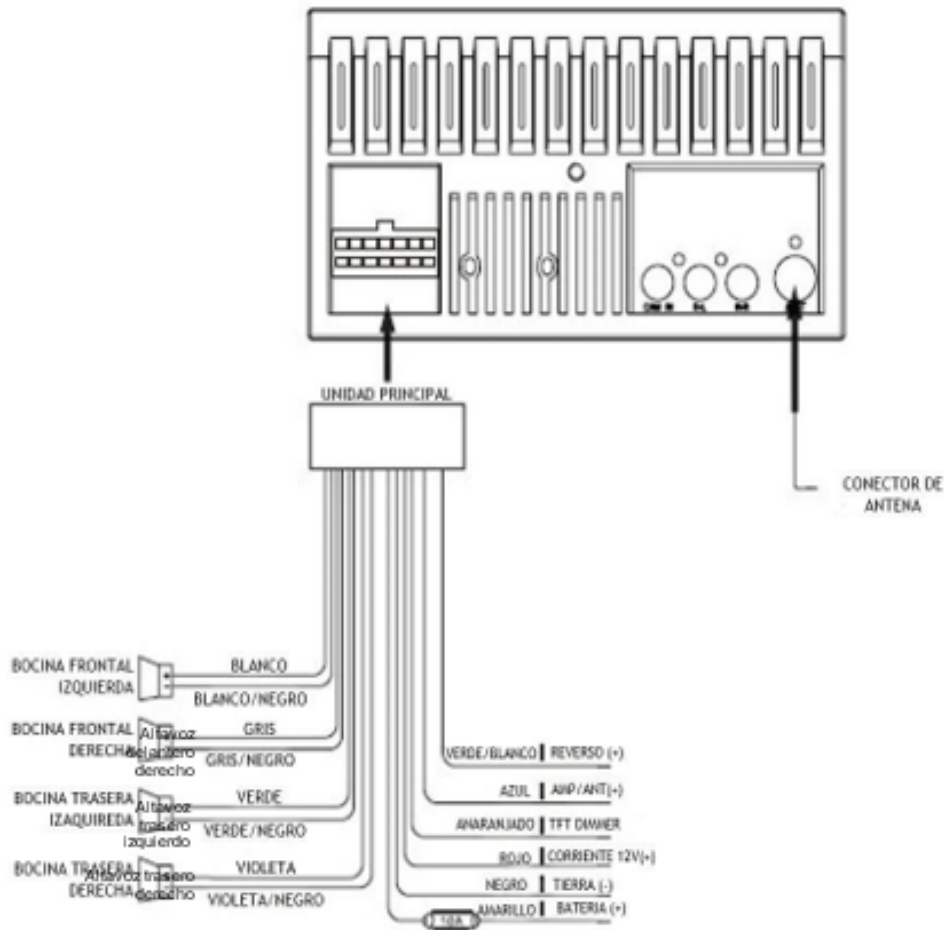 UNIDAD PRINCIPAL
CONECTOR DE
ANTENA
BOCINA FRONTAL
IZQUIERDA
BLANCO
BLANCO/NEGRO
BOCINA FRONTAL
DERECHA
Altavoz
delantero
derecho
GRIS
GRIS/NEGRO
BOCINA TRASERA
IZAQUIREDA
Altavoz
trasero
izquierdo
VERDE
VERDE/NEGRO
BOCINA TRASERA
DERECHA
Altavoz trasero
derecho
VIOLETA
VIOLETA/NEGRO
VERDE/BLANCO REVERSO (+)
AZUL AMP/ANT(+)
ANARANJADO TFT DIMMER
ROJO CORRIENTE 12V(+)
NEGRO TIERRA (-)
AMARILLO BATERIA (+)
10A